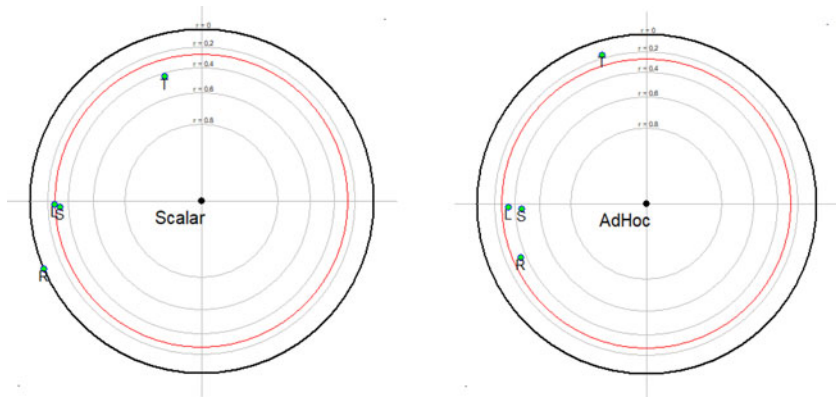 r = 0
r = 0.2
r = 0.4
r = 0.6
r = 0.8
T
L
S
Scalar
R
r = 0
r = 0.2
r = 0.4
r = 0.6
r = 0.8
T
L
S
AdHoc
R